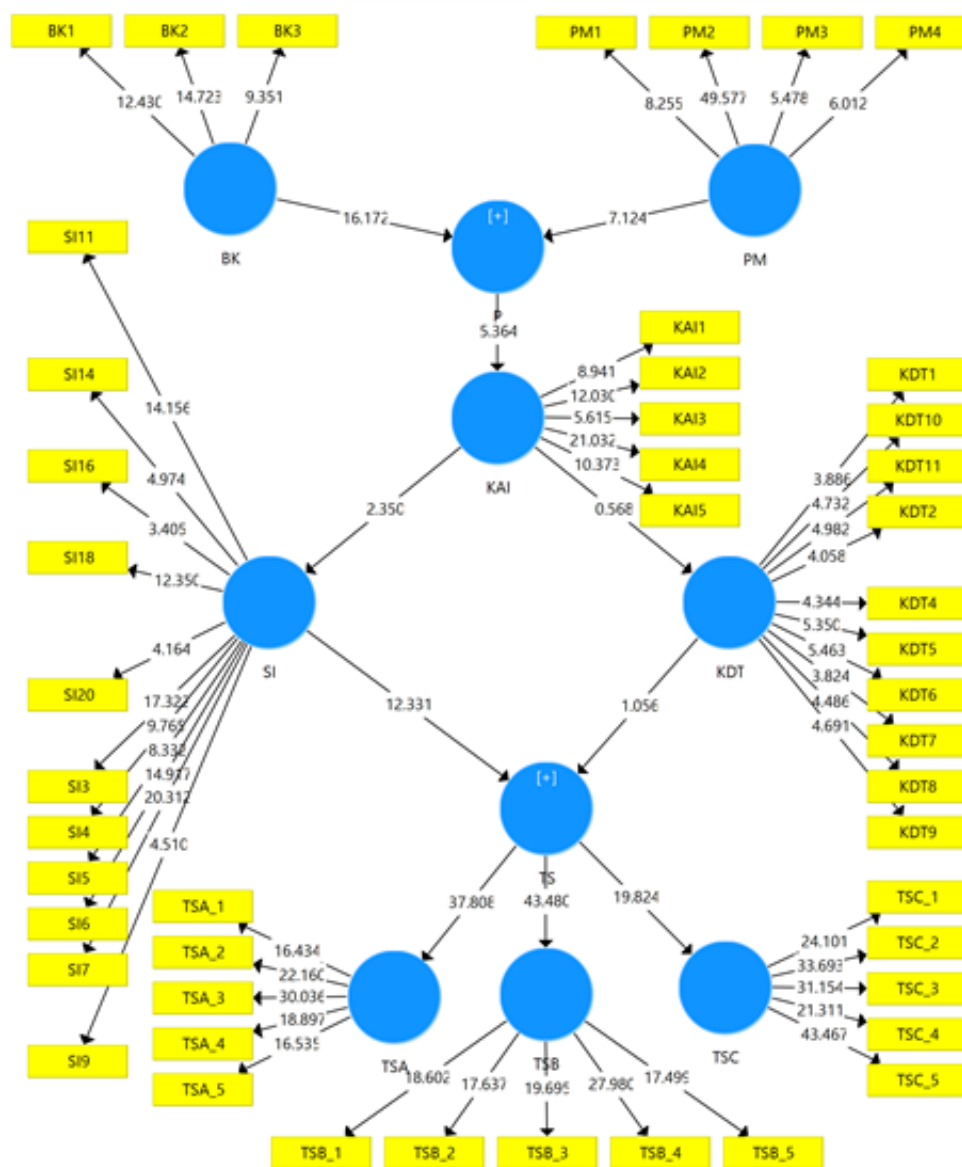 BK1 BK2 BK3 PM1 PM2 PM3 PM4
12.430 14.723 9.351 8.255 49.577 5.478 6.012
[+]
16.172 7.124
SI11 BK PM
P
5.364
KAI1
8.941
KAI2
12.030
SI14 KDT1
5.615 KAI3
14.156 KDT10
21.032 KAI4
10.373
SI16 4.974 KAI KDT11
3.886
KAI5
4.732 KDT2
3.405 2.350 0.568 4.982
SI18 12.350 4.058
4.344 KDT4
4.164 5.350
SI KDT 5.463 KDT5
SI20 17.322 3.824 KDT6
9.765 12.331 1.056 4.486
8.332 4.691 KDT7
14.917
SI3 20.312 [+] KDT8
SI4 4.510 KDT9
SI5 TS
TSA_1 37.808 43.480 19.824 TSC_1
SI6 16.434 24.101
TSA_2 22.160 33.693 TSC_2
SI7 TSA_3 30.036 31.154 TSC_3
18.897 21.311
TSA_4 16.535 43.467 TSC_4
SI9 TSA TSB TSC
TSA_5 18.602 17.637 19.695 27.980 17.499 TSC_5
TSB_1 TSB_2 TSB_3 TSB_4 TSB_5